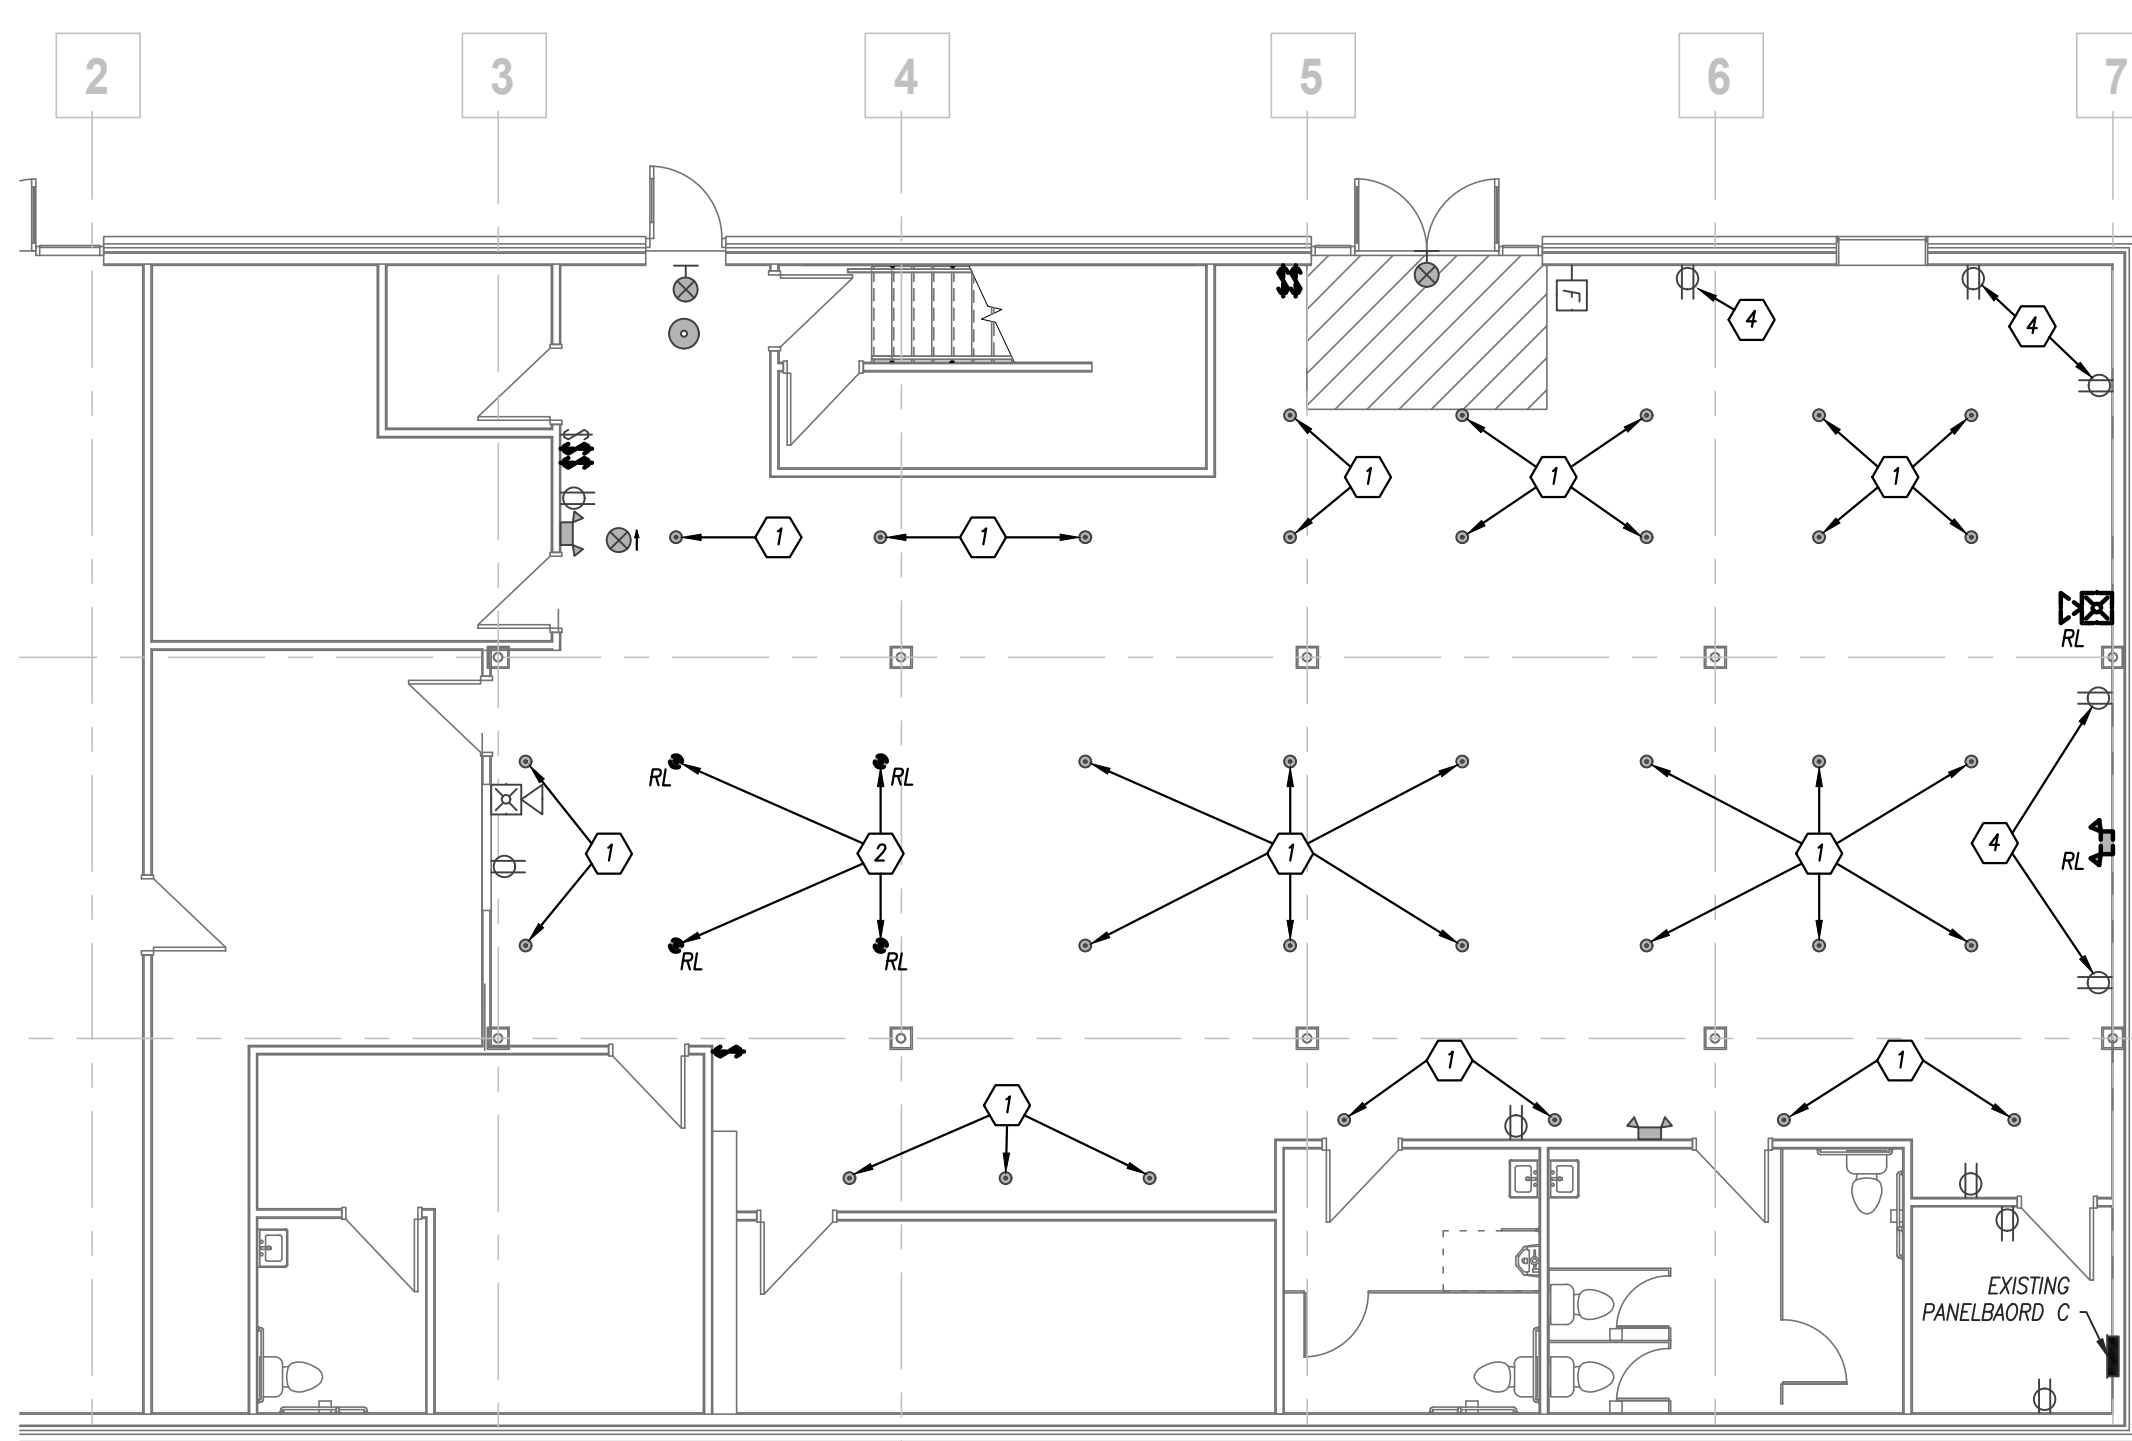 2 3 4 5 6 7
F
4 4
1 1 1
1 1
RL
RL RL
1 2 1 1 4
RL
RL RL
1 1
1
EXISTING
PANELBAORD C